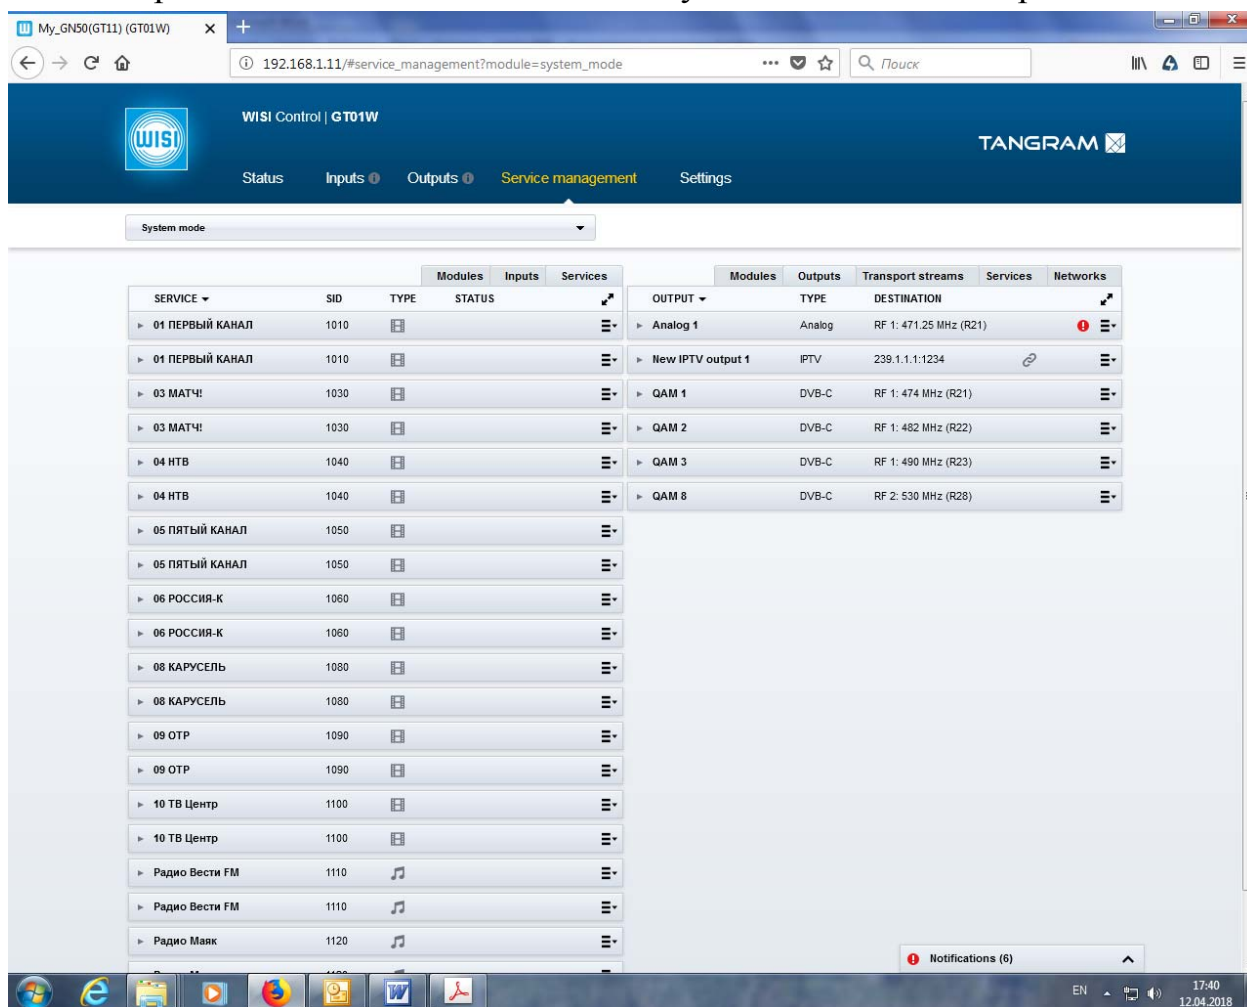 My_GN50(GT11) (GT01W)
192.168.1.11/#service_management?module=system_mode
Поиск
WISI
WISI Control | GT01W
TANGRAM
Status Inputs Outputs Service management Settings
System mode
Modules Inputs Services
Modules Outputs Transport streams Services Networks
SERVICE SID TYPE STATUS
OUTPUT TYPE DESTINATION
01 ПЕРВЫЙ КАНАЛ 1010
Analog 1 Analog RF 1: 471.25 MHz (R21)
01 ПЕРВЫЙ КАНАЛ 1010
New IPTV output 1 IPTV 239.1.1.1:1234
03 МАТЧ! 1030
QAM 1 DVB-C RF 1: 474 MHz (R21)
03 МАТЧ! 1030
QAM 2 DVB-C RF 1: 482 MHz (R22)
04 НТВ 1040
QAM 3 DVB-C RF 1: 490 MHz (R23)
04 НТВ 1040
QAM 8 DVB-C RF 2: 530 MHz (R28)
05 ПЯТЫЙ КАНАЛ 1050
05 ПЯТЫЙ КАНАЛ 1050
06 РОССИЯ-К 1060
06 РОССИЯ-К 1060
08 КАРУСЕЛЬ 1080
08 КАРУСЕЛЬ 1080
09 ОТР 1090
09 ОТР 1090
10 ТВ Центр 1100
10 ТВ Центр 1100
Радио Вести FM 1110
Радио Вести FM 1110
Радио Маяк 1120
Notifications (6)
EN 17:40
12.04.2018